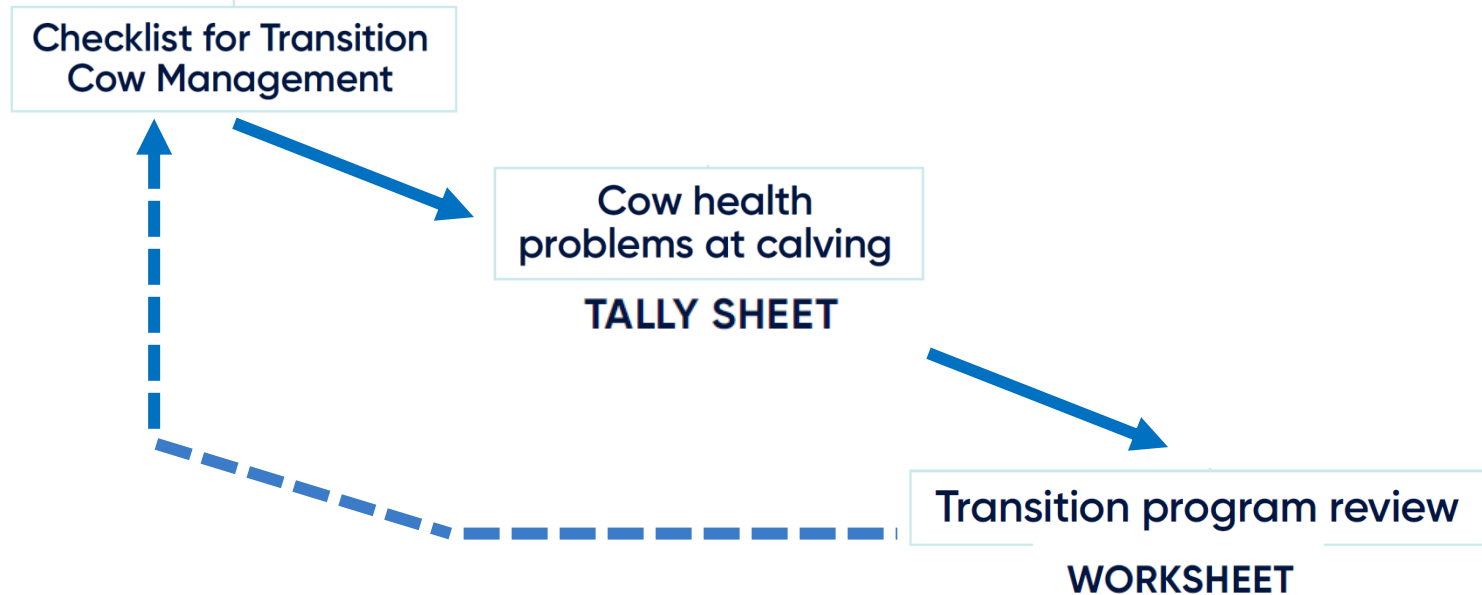 Checklist for Transition
Cow Management
Cow health
problems at calving
TALLY SHEET
Transition program review
WORKSHEET